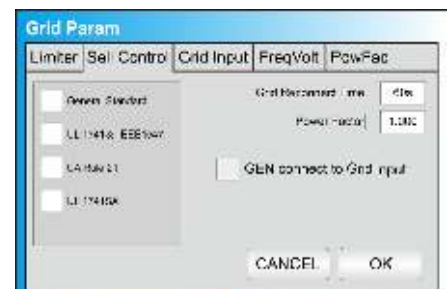 Grid Param
Limiter Sell Control Grid Input FreqVolt PowFac
General Standard
Grid Reconnect Time 60s
Power Factor 1.000
UL 1741 & IEEE1547
CA Rule 21
GEN connect to Grid input
UL 1741SA
CANCEL OK